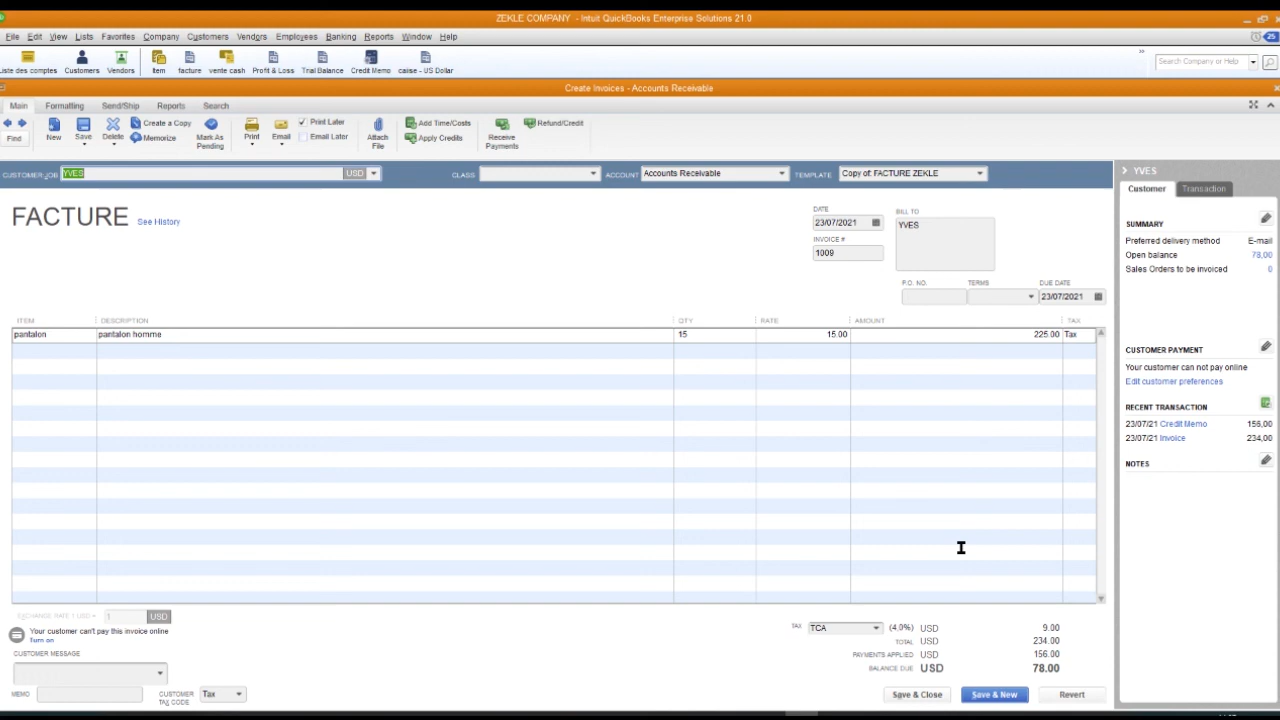 ZEKLE COMPANY - Intuit QuickBooks Enterprise Solutions 21.0
File Edit View Lists Favorites Company Customers Vendors Employees Banking Reports Window Help
25
Liste des comptes Customers Vendors item facture vente cash Profit & Loss Trial Balance Credit Memo caiise - US Dollar
Search Company or Help
Create Invoices - Accounts Receivable
Main Formatting Send/Ship Reports Search
Find New Save Delete Create a Copy Memorize Mark As Pending Print Email Print Later Email Later Attach File Add Time/Costs Apply Credits Receive Payments Refund/Credit
CUSTOMER:JOB YVES USD CLASS ACCOUNT Accounts Receivable TEMPLATE Copy of: FACTURE ZEKLE
YVES
Customer Transaction
FACTURE See History
DATE
23/07/2021
INVOICE #
1009
BILL TO
YVES
P.O. NO. TERMS DUE DATE
23/07/2021
ITEM DESCRIPTION QTY RATE AMOUNT TAX
pantalon pantalon homme 15 15.00 225.00 Tax
SUMMARY
Preferred delivery method E-mail
Open balance 78,00
Sales Orders to be invoiced 0
CUSTOMER PAYMENT
Your customer can not pay online
Edit customer preferences
RECENT TRANSACTION
23/07/21 Credit Memo 156,00
23/07/21 Invoice 234,00
NOTES
EXCHANGE RATE 1 USD = 1 USD
Your customer can't pay this invoice online
Turn on
CUSTOMER MESSAGE
MEMO
CUSTOMER TAX CODE Tax
TAX TCA (4.0%) USD 9.00
TOTAL USD 234.00
PAYMENTS APPLIED USD 156.00
BALANCE DUE USD 78.00
Save & Close Save & New Revert